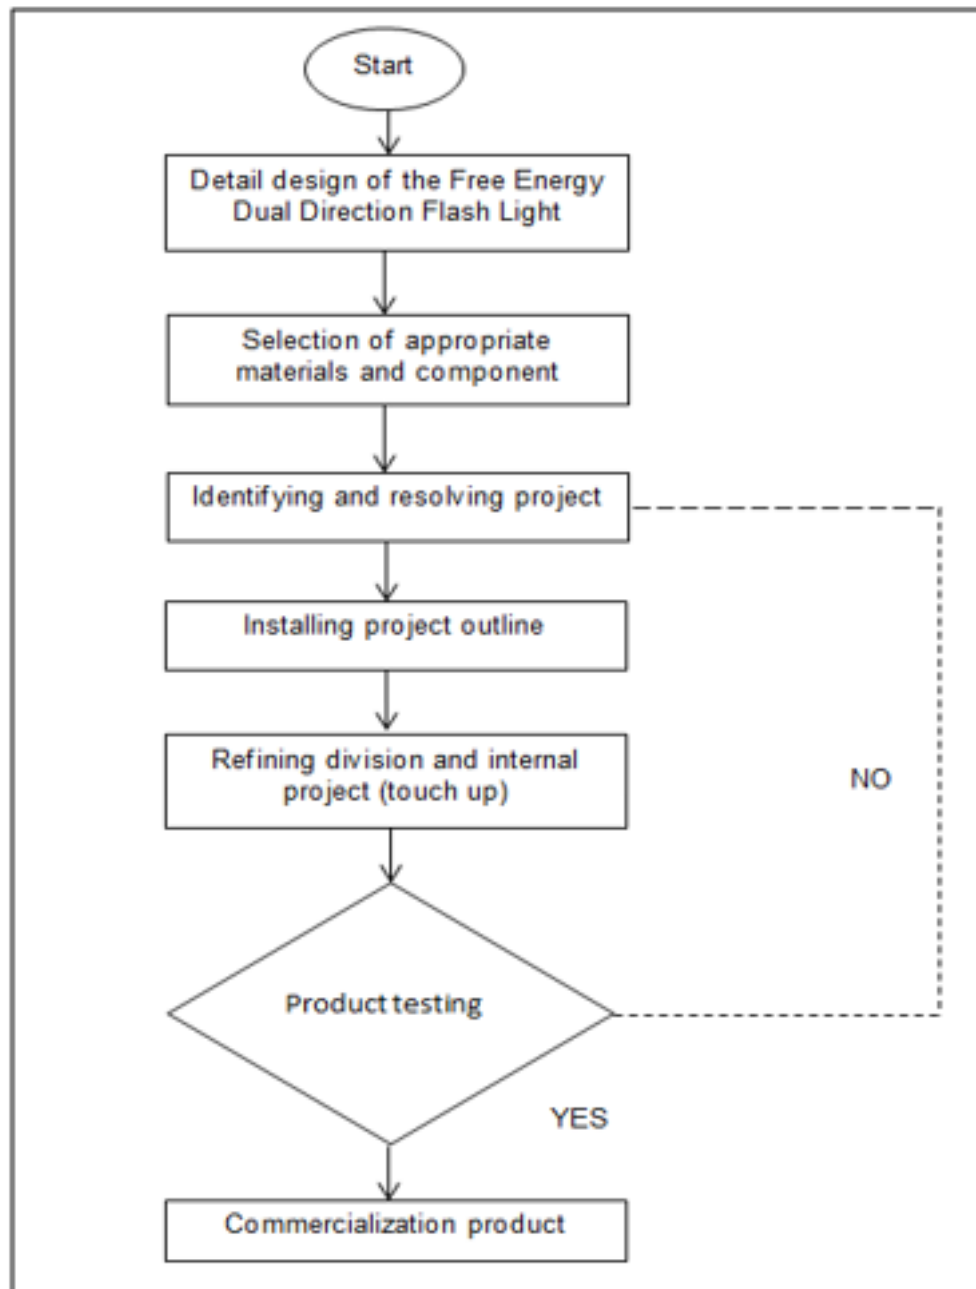 Start
Detail design of the Free Energy
Dual Direction Flash Light
Selection of appropriate
materials and component
Identifying and resolving project
Installing project outline
Refining division and internal
project (touch up)
NO
Product testing
YES
Commercialization product